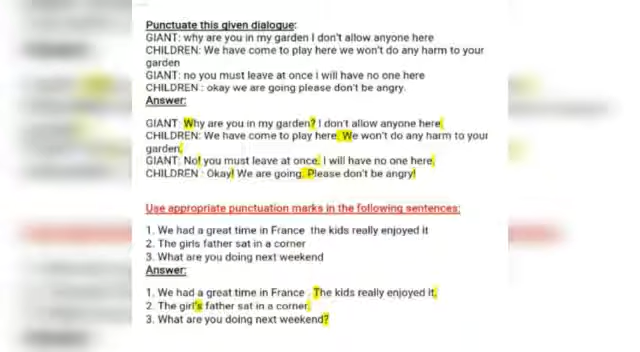 Punctuate this given dialogue:
GIANT: why are you in my garden I don't allow anyone here
CHILDREN: We have come to play here we won't do any harm to your
garden
GIANT: no you must leave at once i will have no one here
CHILDREN : okay we are going please don't be angry.
Answer:
GIANT: Why are you in my garden? I don't allow anyone here.
CHILDREN: We have come to play here. We won't do any harm to your
garden.
GIANT: No! you must leave at once. I will have no one here.
CHILDREN : Okay! We are going. Please don't be angry!
Use appropriate punctuation marks in the following sentences:
1. We had a great time in France the kids really enjoyed it
2. The girls father sat in a corner
3. What are you doing next weekend
Answer:
1. We had a great time in France . The kids really enjoyed it.
2. The girl's father sat in a corner.
3. What are you doing next weekend?